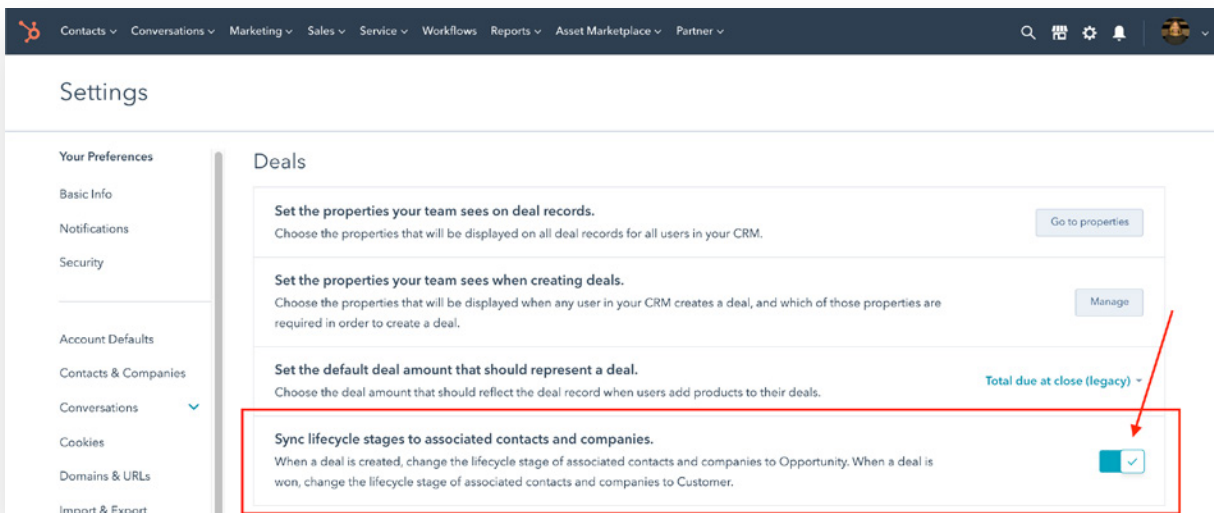 Contacts Conversations Marketing Sales Service Workflows Reports Asset Marketplace Partner
Settings
Your Preferences
Basic Info
Notifications
Security
Account Defaults
Contacts & Companies
Conversations
Cookies
Domains & URLs
Import & Export
Deals
Set the properties your team sees on deal records.
Choose the properties that will be displayed on all deal records for all users in your CRM.
Go to properties
Set the properties your team sees when creating deals.
Choose the properties that will be displayed when any user in your CRM creates a deal, and which of those properties are
required in order to create a deal.
Manage
Set the default deal amount that should represent a deal.
Choose the deal amount that should reflect the deal record when users add products to their deals.
Total due at close (legacy)
Sync lifecycle stages to associated contacts and companies.
When a deal is created, change the lifecycle stage of associated contacts and companies to Opportunity. When a deal is
won, change the lifecycle stage of associated contacts and companies to Customer.